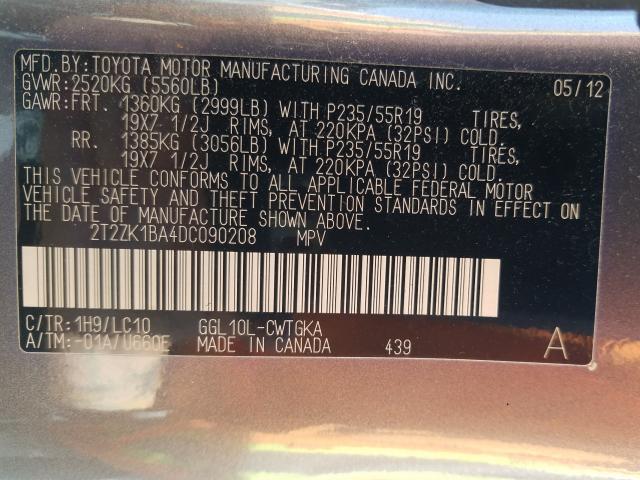 MFD. BY: TOYOTA MOTOR MANUFACTURING CANADA INC.
GVWR: 2520KG (5560LB) 05/12
GAWR: FRT. 1360KG (2999LB) WITH P235/55R19 TIRES,
19X7 1/2J RIMS, AT 220KPA (32PSI) COLD.
RR. 1385KG (3056LB) WITH P235/55R19 TIRES,
19X7 1/2J RIMS, AT 220KPA (32PSI) COLD.
THIS VEHICLE CONFORMS TO ALL APPLICABLE FEDERAL MOTOR
VEHICLE SAFETY AND THEFT PREVENTION STANDARDS IN EFFECT ON
THE DATE OF MANUFACTURE SHOWN ABOVE.
2T2ZK1BA4DC090208 MPV
C/TR: 1H9/LC10 GGL10L-CWTGKA
A/TM: -01A/U660E MADE IN CANADA 439 A